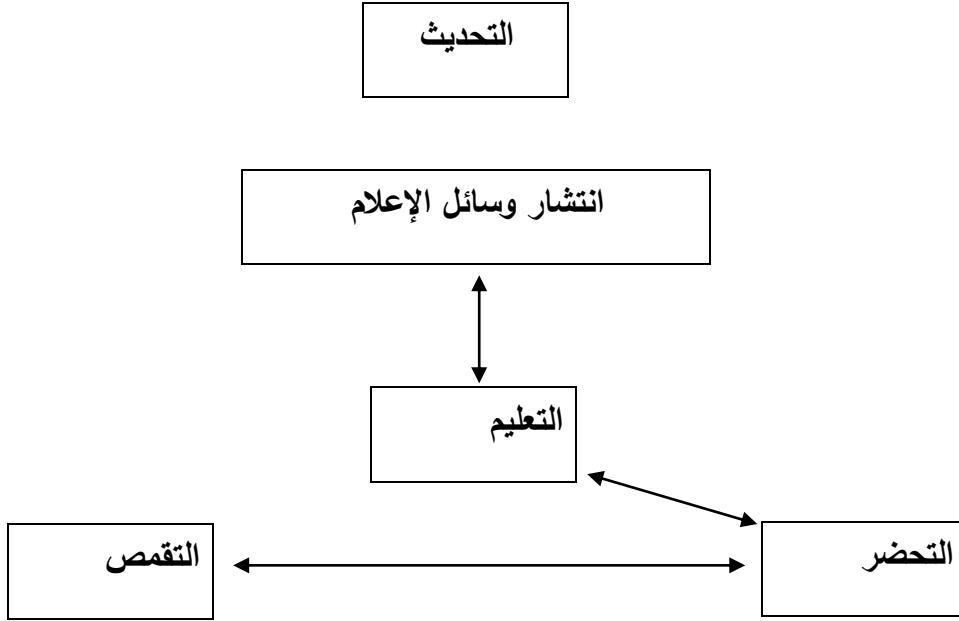 التحديث
انتشار وسائل الإعلام
التعليم
التحضر
التقمص